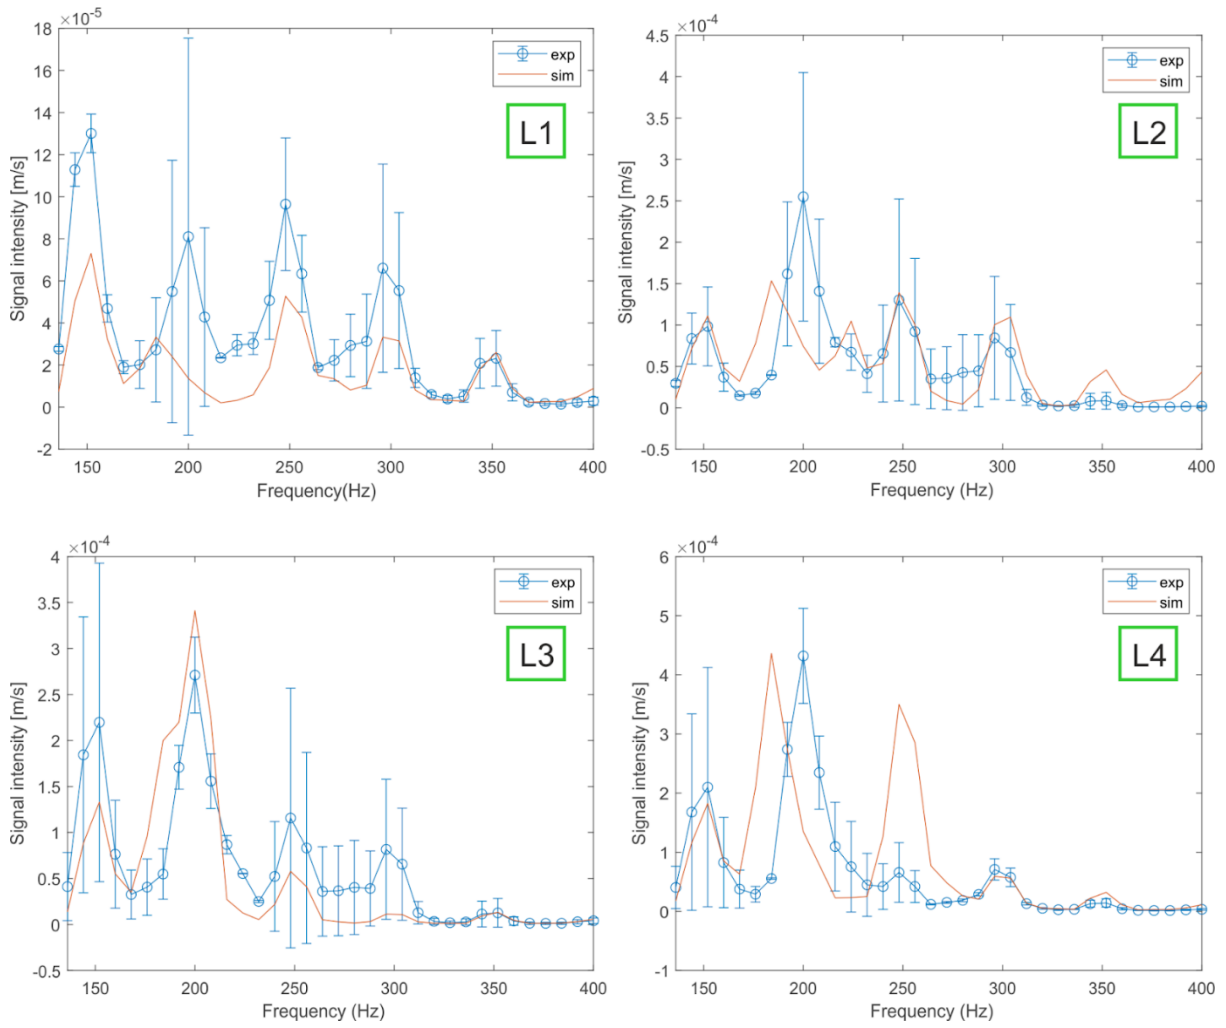 ×10-5
18
16
14
12
10
8
6
4
2
0
-2
150 200 250 300 350 400
Frequency(Hz)
Signal intensity [m/s]
exp
sim
L1
×10-4
4.5
4
3.5
3
2.5
2
1.5
1
0.5
0
-0.5
150 200 250 300 350 400
Frequency (Hz)
Signal intensity [m/s]
exp
sim
L2
×10-4
4
3.5
3
2.5
2
1.5
1
0.5
0
-0.5
150 200 250 300 350 400
Frequency (Hz)
Signal intensity [m/s]
exp
sim
L3
×10-4
6
5
4
3
2
1
0
-1
150 200 250 300 350 400
Frequency (Hz)
Signal intensity [m/s]
exp
sim
L4